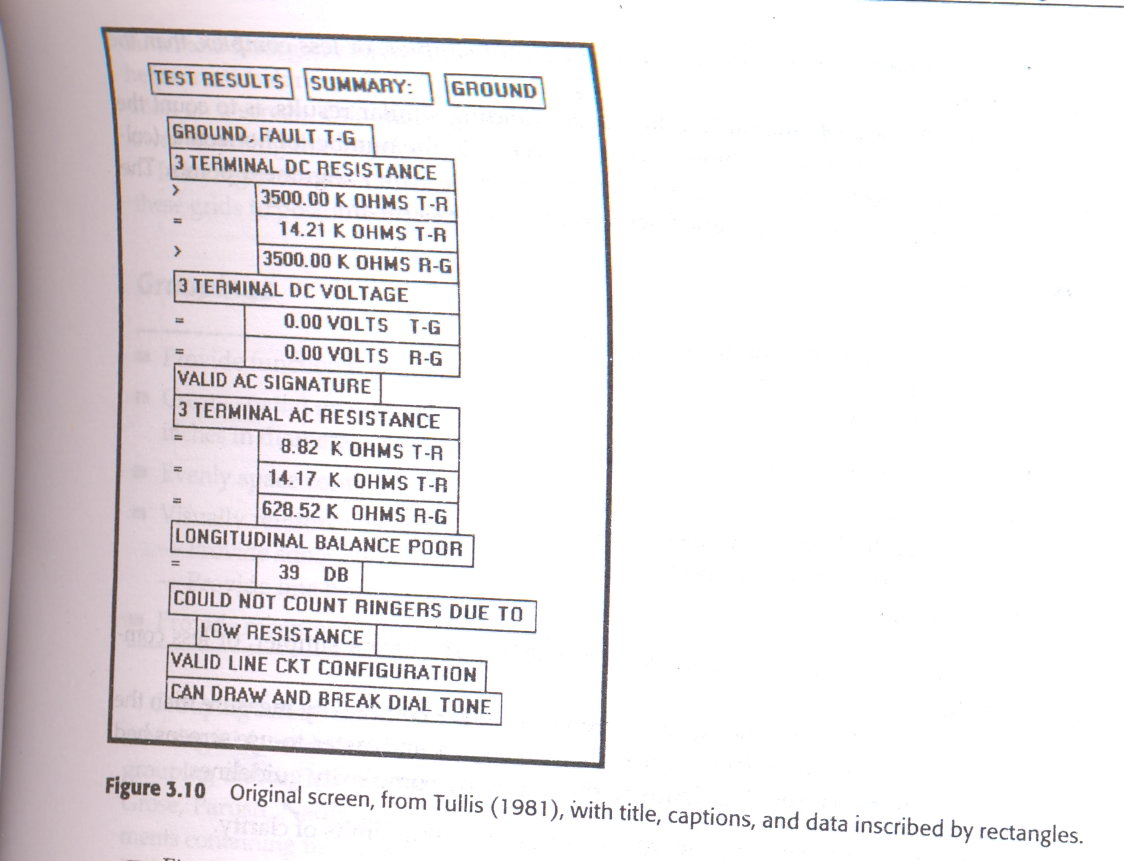 TEST RESULTS SUMMARY: GROUND
GROUND, FAULT T-G
3 TERMINAL DC RESISTANCE
> 3500.00 K OHMS T-R
= 14.21 K OHMS T-R
> 3500.00 K OHMS R-G
3 TERMINAL DC VOLTAGE
= 0.00 VOLTS T-G
= 0.00 VOLTS R-G
VALID AC SIGNATURE
3 TERMINAL AC RESISTANCE
= 8.82 K OHMS T-R
= 14.17 K OHMS T-R
= 628.52 K OHMS R-G
LONGITUDINAL BALANCE POOR
= 39 DB
COULD NOT COUNT RINGERS DUE TO
LOW RESISTANCE
VALID LINE CKT CONFIGURATION
CAN DRAW AND BREAK DIAL TONE
Figure 3.10 Original screen, from Tullis (1981), with title, captions, and data inscribed by rectangles.